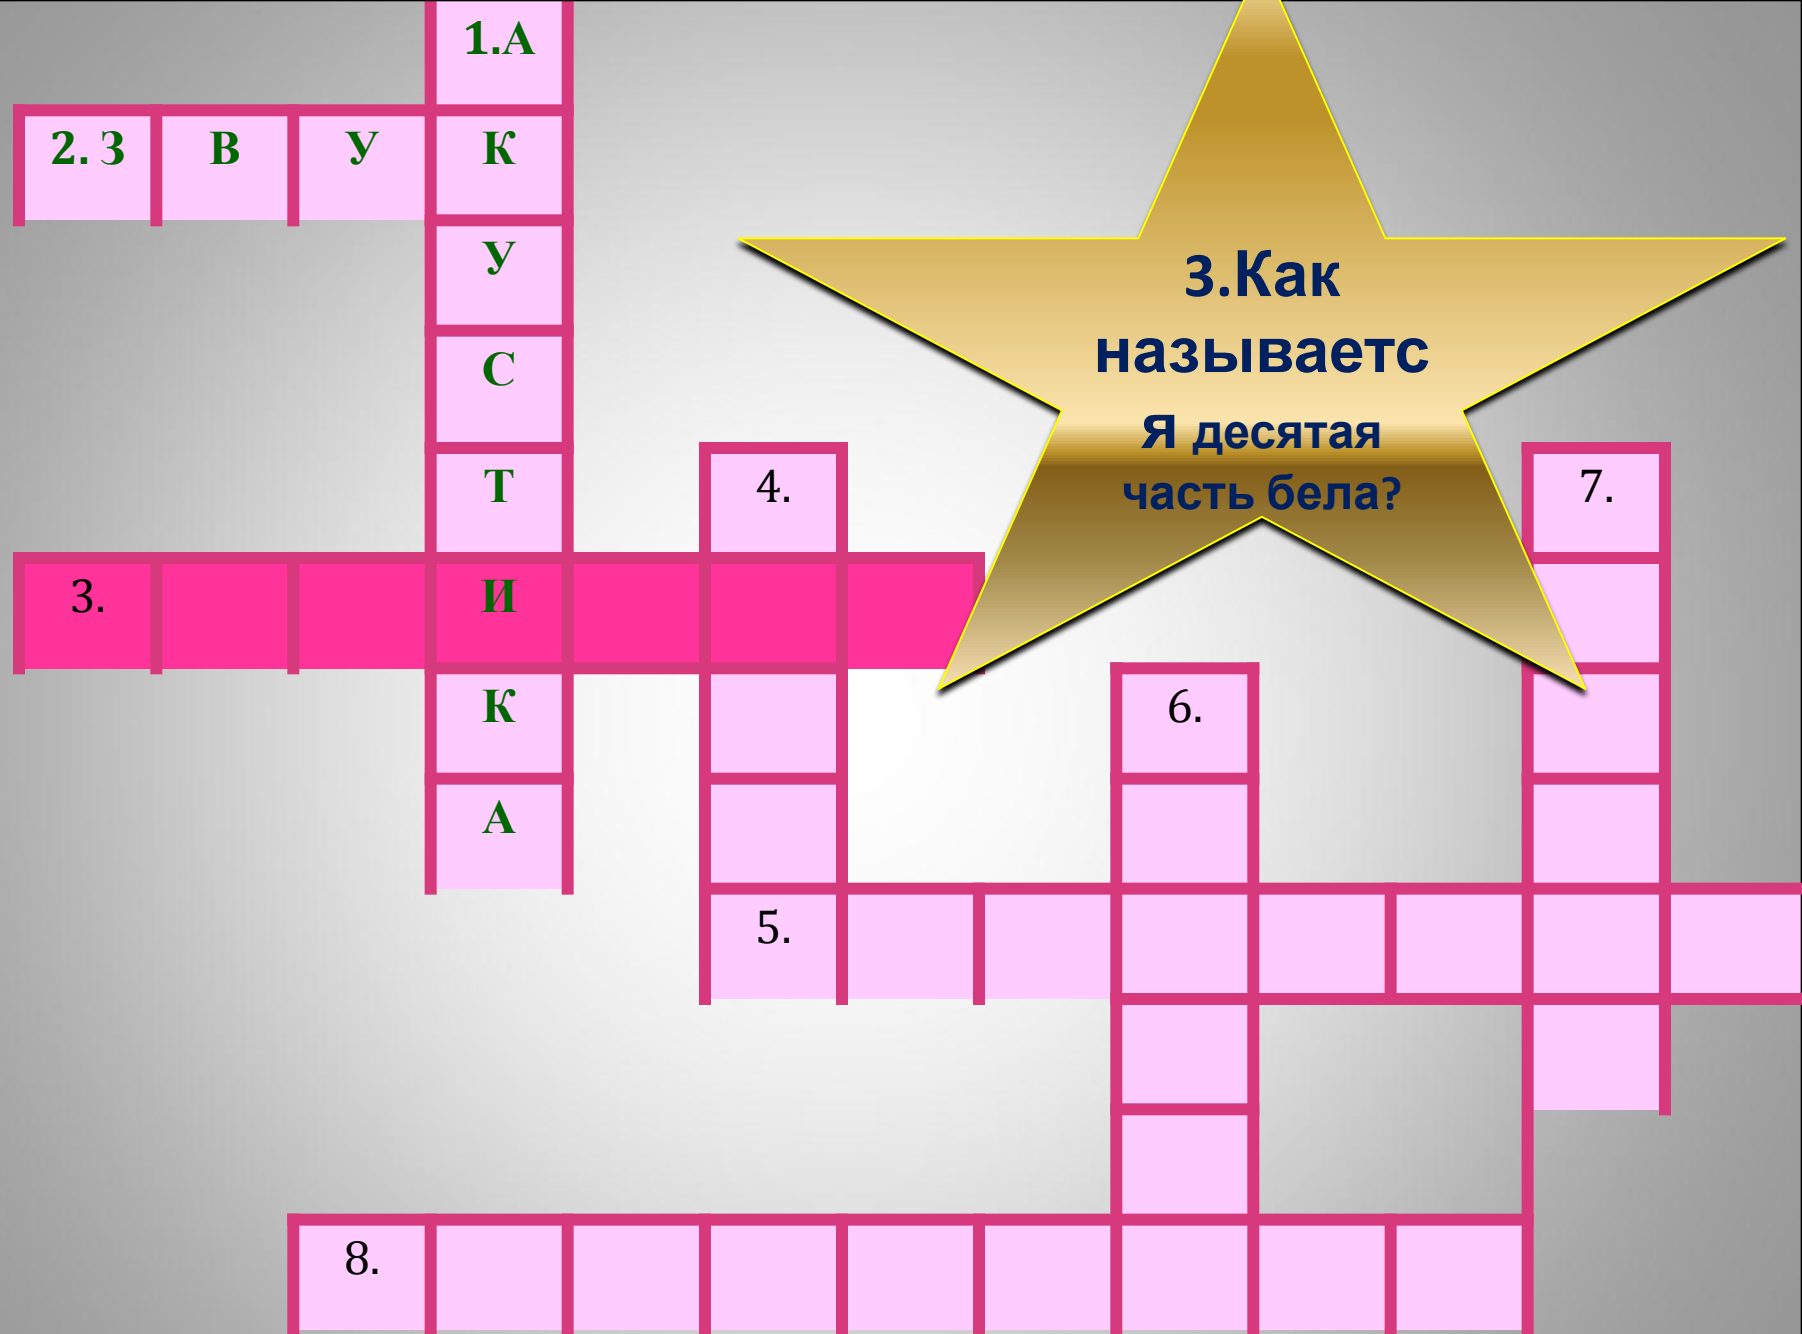 1.А
2. З В У К
У
С
3.Как
называетс
я десятая
часть бела?
Т
4.
7.
3. И
К
6.
А
5.
8.